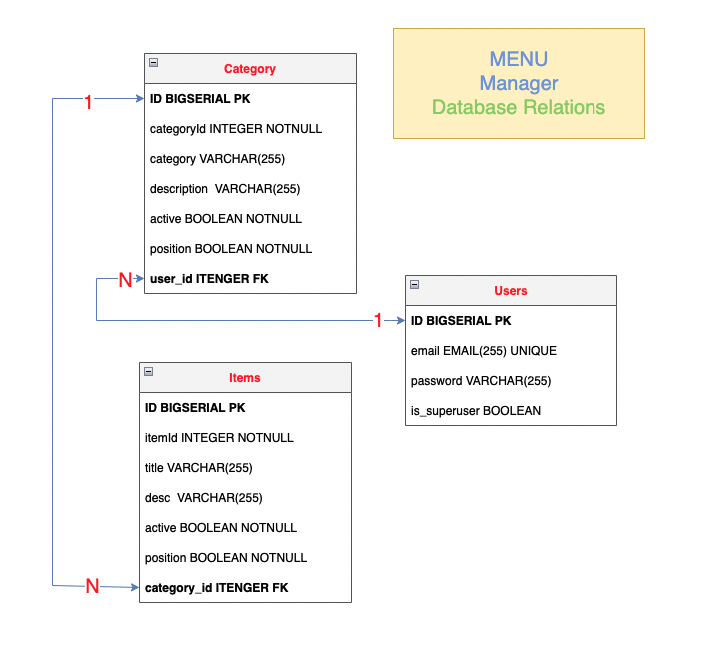 MENU
Manager
Database Relations
Category
ID BIGSERIAL PK
categoryId INTEGER NOTNULL
category VARCHAR(255)
description  VARCHAR(255)
active BOOLEAN NOTNULL
position BOOLEAN NOTNULL
user_id ITENGER FK
1
N
Users
ID BIGSERIAL PK
email EMAIL(255) UNIQUE
password VARCHAR(255)
is_superuser BOOLEAN
1
Items
ID BIGSERIAL PK
itemId INTEGER NOTNULL
title VARCHAR(255)
desc  VARCHAR(255)
active BOOLEAN NOTNULL
position BOOLEAN NOTNULL
category_id ITENGER FK
N